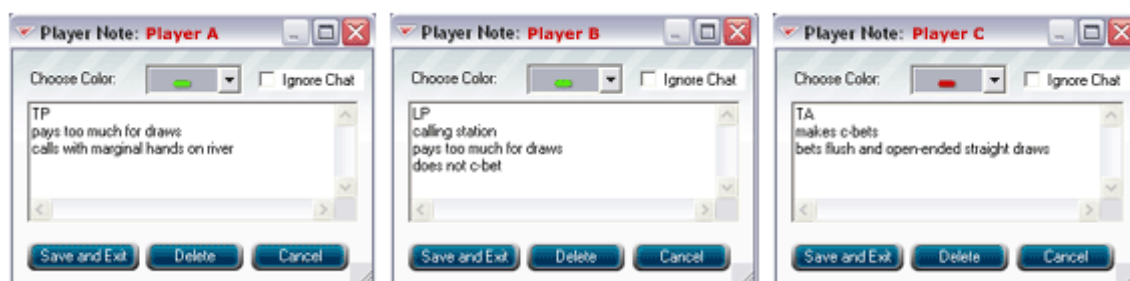 Player Note: Player A
Choose Color:
Ignore Chat
TP
pays too much for draws
calls with marginal hands on river
Save and Exit
Delete
Cancel
Player Note: Player B
Choose Color:
Ignore Chat
LP
calling station
pays too much for draws
does not c-bet
Save and Exit
Delete
Cancel
Player Note: Player C
Choose Color:
Ignore Chat
TA
makes c-bets
bets flush and open-ended straight draws
Save and Exit
Delete
Cancel